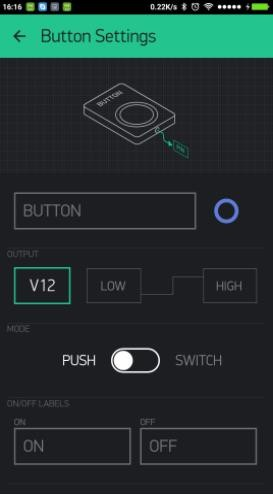 16:16 0.22K/s
Button Settings
BUTTON
PIN
BUTTON
OUTPUT
V12 LOW HIGH
MODE
PUSH SWITCH
ON/OFF LABELS
ON OFF
ON OFF